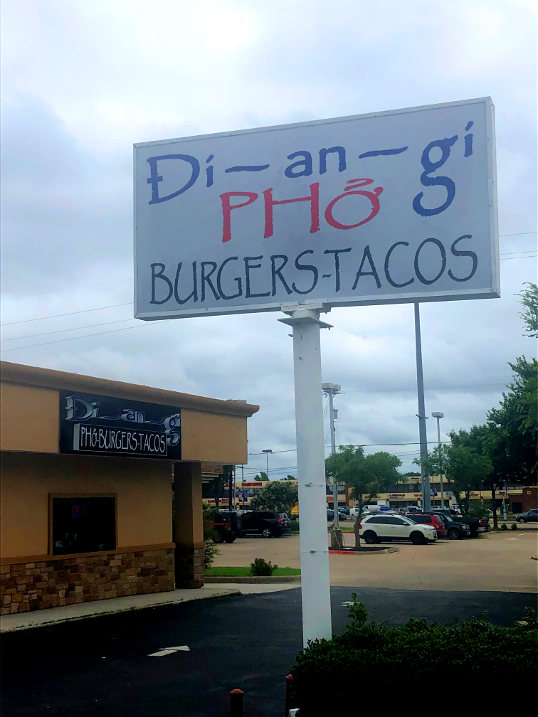 Đi – an – gi
PHỞ
BURGERS-TACOS
Đi – an – gi
PHỞ·BURGERS·TACOS